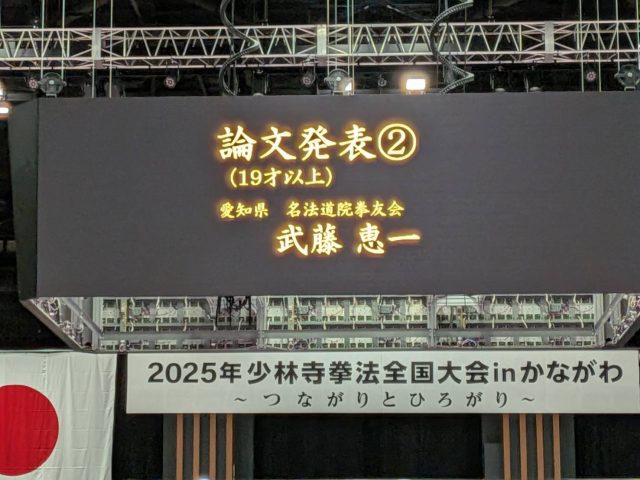 論文発表②
（19才以上）
愛知県　名法道院拳友会
武藤 恵一
2025年少林寺拳法全国大会inかながわ
～つながりとひろがり～